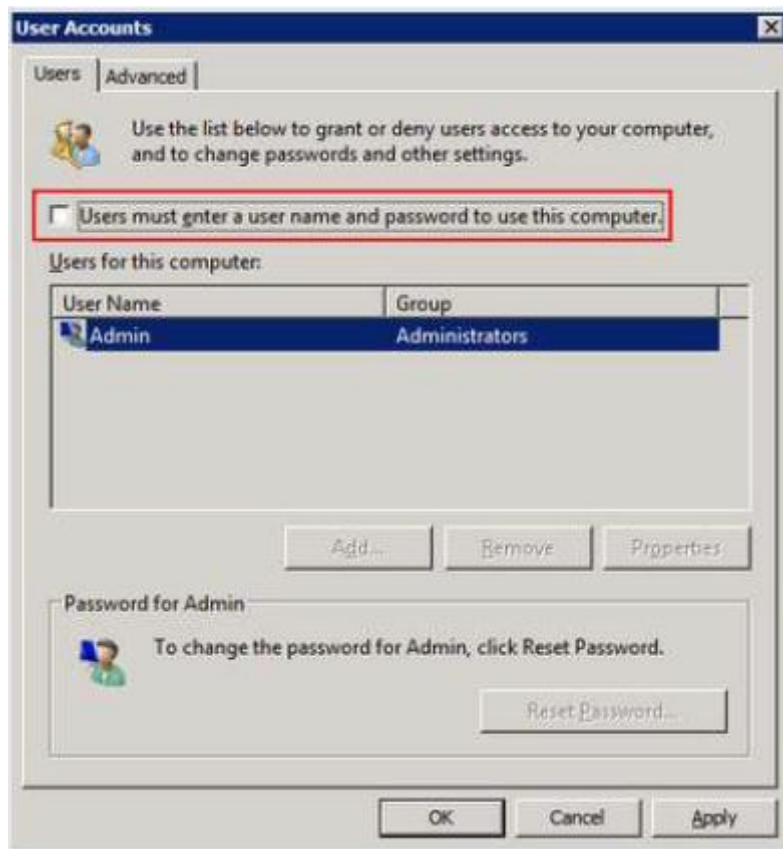 User Accounts
Users
Advanced
Use the list below to grant or deny users access to your computer,
and to change passwords and other settings.
Users must enter a user name and password to use this computer.
Users for this computer:
User Name Group
Admin Administrators
Add... Remove Properties
Password for Admin
To change the password for Admin, click Reset Password.
Reset Password...
OK Cancel Apply